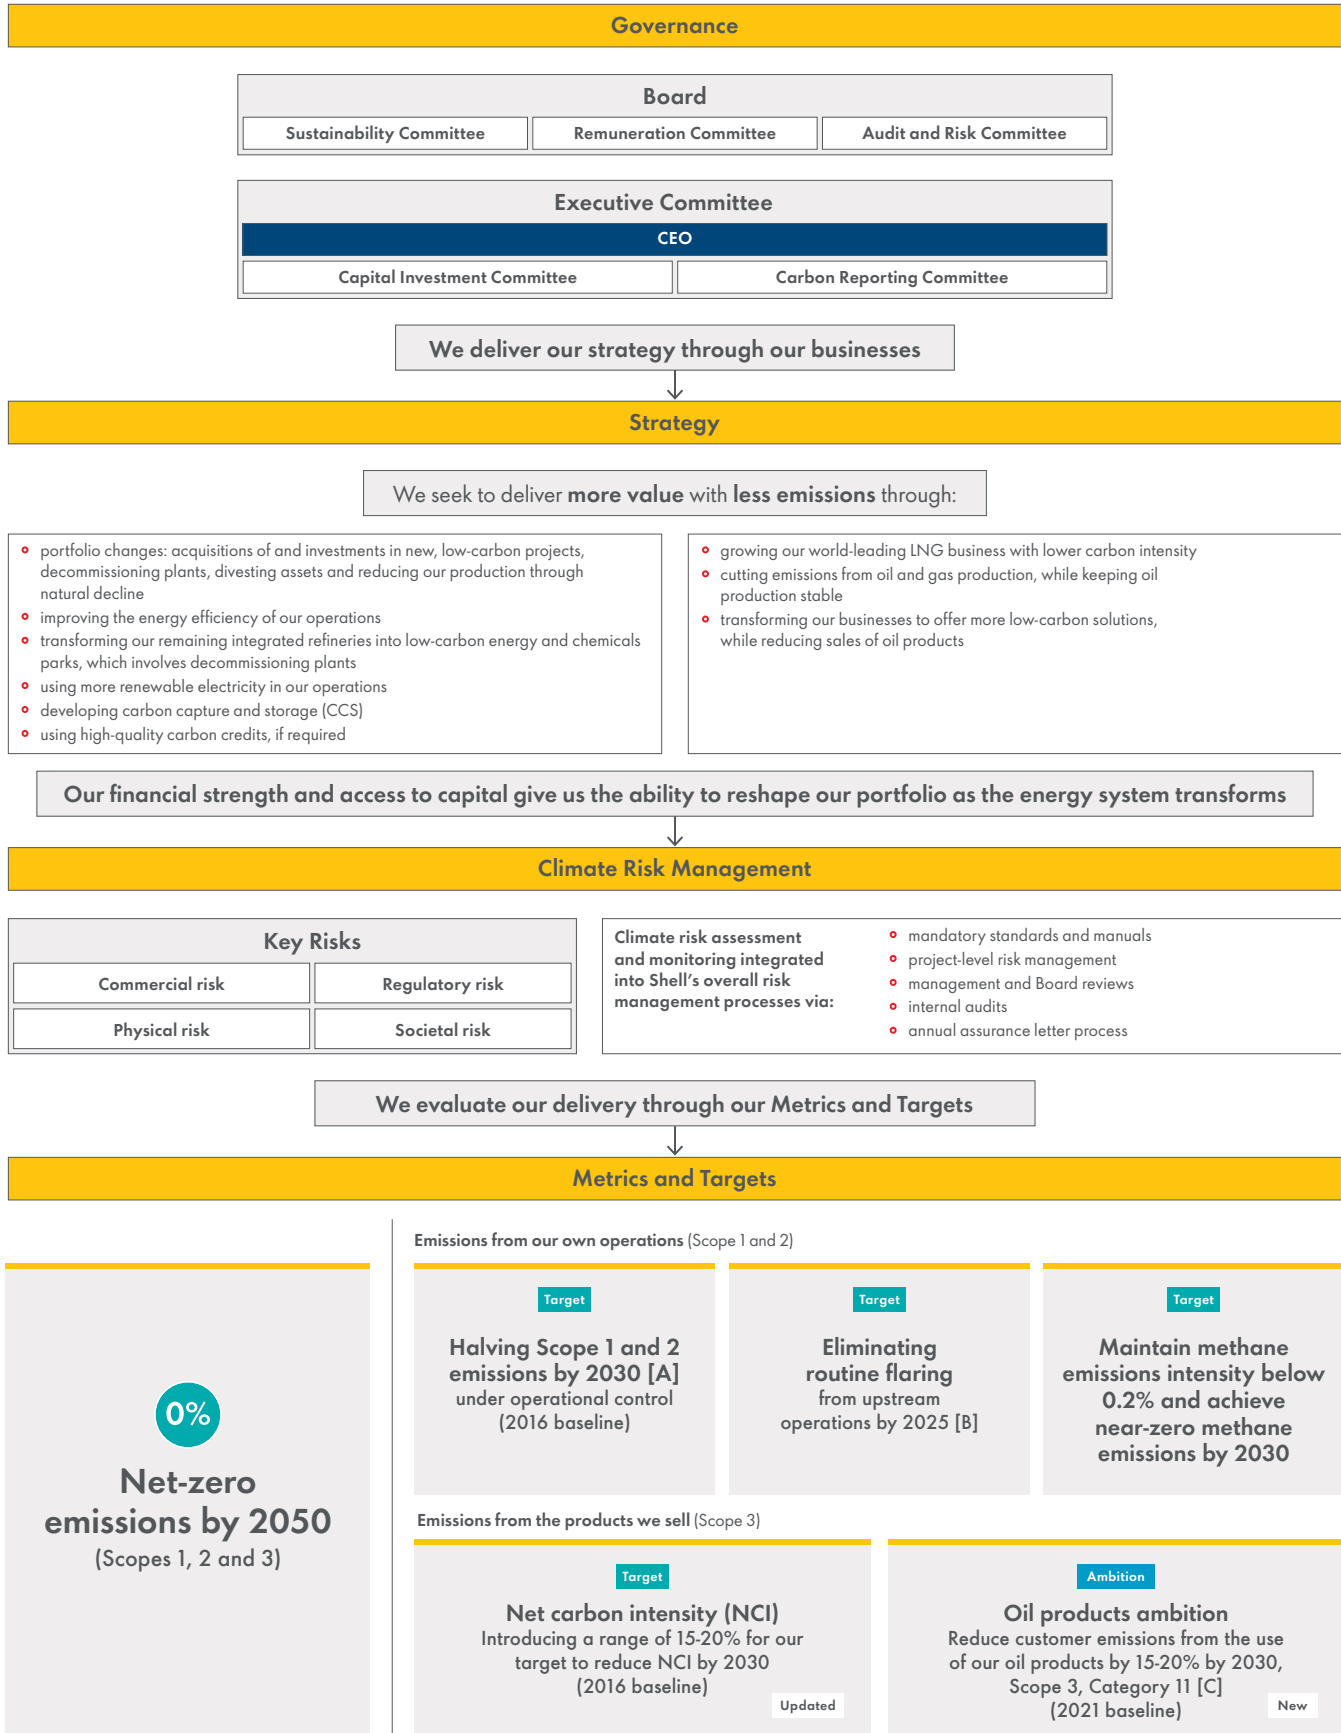 Governance
Board
Sustainability Committee
Remuneration Committee
Audit and Risk Committee
Executive Committee
CEO
Capital Investment Committee
Carbon Reporting Committee
We deliver our strategy through our businesses
Strategy
We seek to deliver more value with less emissions through:
portfolio changes: acquisitions of and investments in new, low-carbon projects,
decommissioning plants, divesting assets and reducing our production through
natural decline
improving the energy efficiency of our operations
transforming our remaining integrated refineries into low-carbon energy and chemicals
parks, which involves decommissioning plants
using more renewable electricity in our operations
developing carbon capture and storage (CCS)
using high-quality carbon credits, if required
growing our world-leading LNG business with lower carbon intensity
cutting emissions from oil and gas production, while keeping oil
production stable
transforming our businesses to offer more low-carbon solutions,
while reducing sales of oil products
Our financial strength and access to capital give us the ability to reshape our portfolio as the energy system transforms
Climate Risk Management
Key Risks
Commercial risk
Regulatory risk
Physical risk
Societal risk
Climate risk assessment
and monitoring integrated
into Shell's overall risk
management processes via:
mandatory standards and manuals
project-level risk management
management and Board reviews
internal audits
annual assurance letter process
We evaluate our delivery through our Metrics and Targets
Metrics and Targets
0%
Net-zero
emissions by 2050
(Scopes 1, 2 and 3)
Emissions from our own operations (Scope 1 and 2)
Target
Halving Scope 1 and 2
emissions by 2030 [A]
under operational control
(2016 baseline)
Target
Eliminating
routine flaring
from upstream
operations by 2025 [B]
Target
Maintain methane
emissions intensity below
0.2% and achieve
near-zero methane
emissions by 2030
Emissions from the products we sell (Scope 3)
Target
Net carbon intensity (NCI)
Introducing a range of 15-20% for our
target to reduce NCI by 2030
(2016 baseline)
Updated
Ambition
Oil products ambition
Reduce customer emissions from the use
of our oil products by 15-20% by 2030,
Scope 3, Category 11 [C]
(2021 baseline)
New